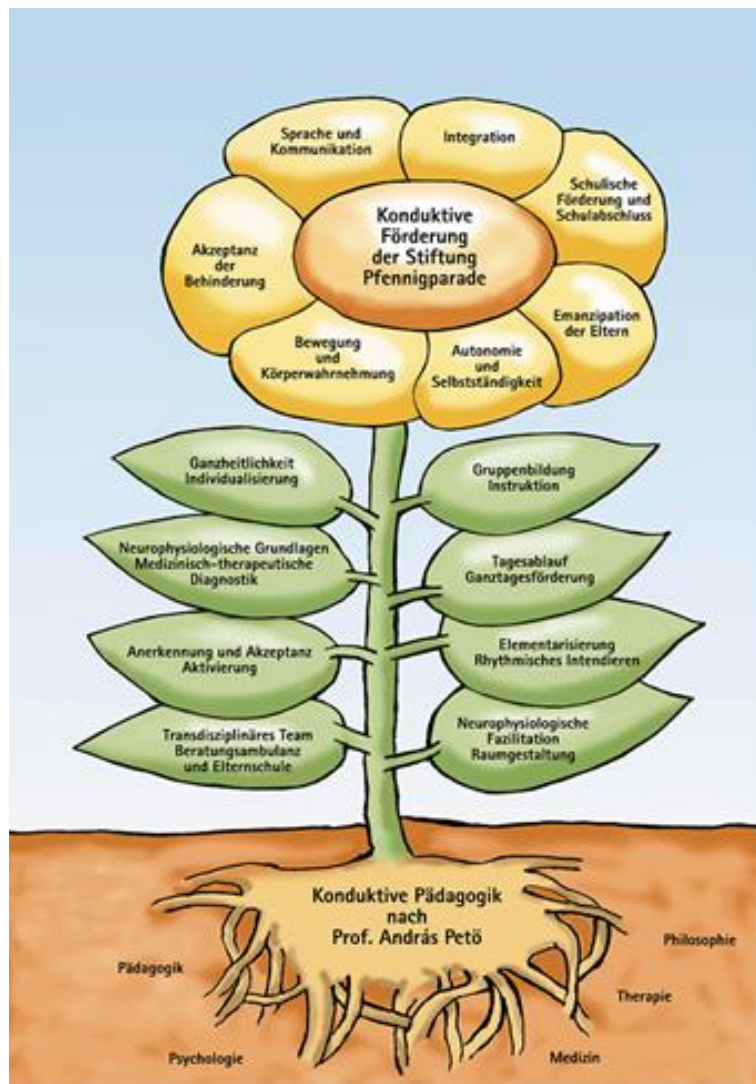 Sprache und
Kommunikation
Integration
Schulische
Förderung und
Schulabschluss
Akzeptanz
der
Behinderung
Konduktive
Förderung
der Stiftung
Pfennigparade
Emanzipation
der Eltern
Bewegung
und
Körperwahrnehmung
Autonomie
und
Selbstständigkeit
Ganzheitlichkeit
Individualisierung
Gruppenbildung
Instruktion
Neurophysiologische Grundlagen
Medizinisch-therapeutische
Diagnostik
Tagesablauf
Ganztagesförderung
Anerkennung und Akzeptanz
Aktivierung
Elementarisierung
Rhythmisches Intendieren
Transdisziplinäres Team
Beratungsambulanz
und Elternschule
Neurophysiologische
Fazilitation
Raumgestaltung
Konduktive Pädagogik
nach
Prof. András Petö
Pädagogik
Psychologie
Philosophie
Therapie
Medizin